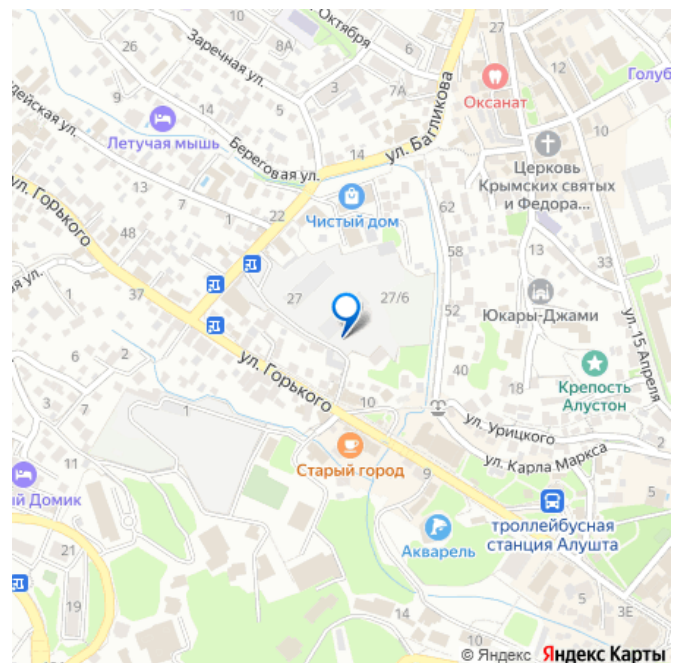 Октября
27
10
26
8А
6
12
Заречная ул.
Голуб
Оксанат
9
14
5
3
7А
10
дейская ул.
Летучая мышь
ул. Багликова
Береговая ул.
14
Церковь
Крымских святых
и Федора...
13
7
1
22
Чистый дом
62
ул. Горького
48
58
13
33
ая ул.
1
37
27
27/6
52
Юкары-Джами
ул. 15 Апреля
6
2
ул. Горького
40
18
Крепость
Алустон
3
7
1
10
ул. Урицкого
2
11
Старый город
9
ул. Карла Маркса
5
й Домик
троллейбусная
станция Алушта
Акварель
21
19
14
10
5
3Е
© Яндекс Яндекс Карты